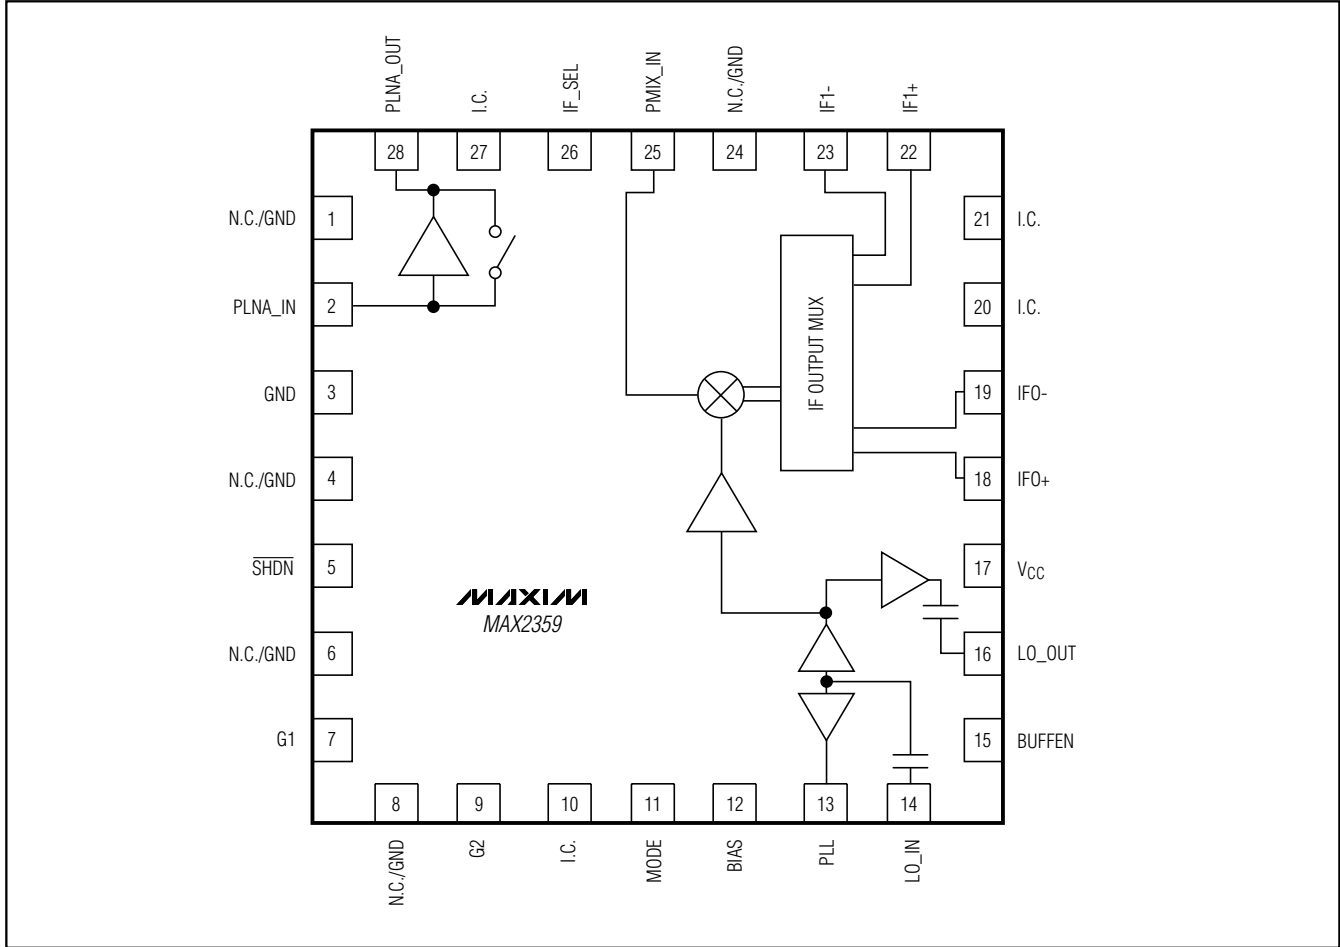 PLNA_OUT
I.C.
IF_SEL
PMIX_IN
N.C./GND
IF1-
IF1+
28
27
26
25
24
23
22
N.C./GND
1
21
I.C.
PLNA_IN
2
20
I.C.
GND
3
19
IFO-
N.C./GND
4
18
IFO+
IF OUTPUT MUX
SHDN
5
17
VCC
MAXIM
MAX2359
N.C./GND
6
16
LO_OUT
G1
7
15
BUFFEN
8
9
10
11
12
13
14
N.C./GND
G2
I.C.
MODE
BIAS
PLL
LO_IN